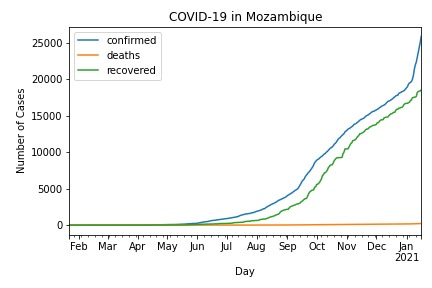 COVID-19 in Mozambique
confirmed
deaths
recovered
Number of Cases
25000
20000
15000
10000
5000
0
Feb Mar Apr May Jun Jul Aug Sep Oct Nov Dec Jan
2021
Day